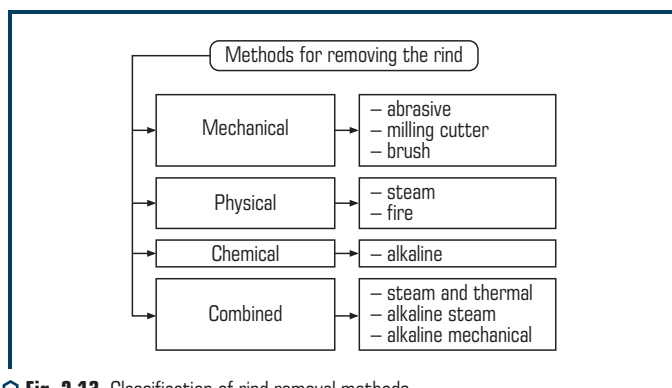 Methods for removing the rind
Mechanical
– abrasive
– milling cutter
– brush
Physical
– steam
– fire
Chemical
– alkaline
Combined
– steam and thermal
– alkaline steam
– alkaline mechanical
Fig. 2.13 Classification of rind removal methods